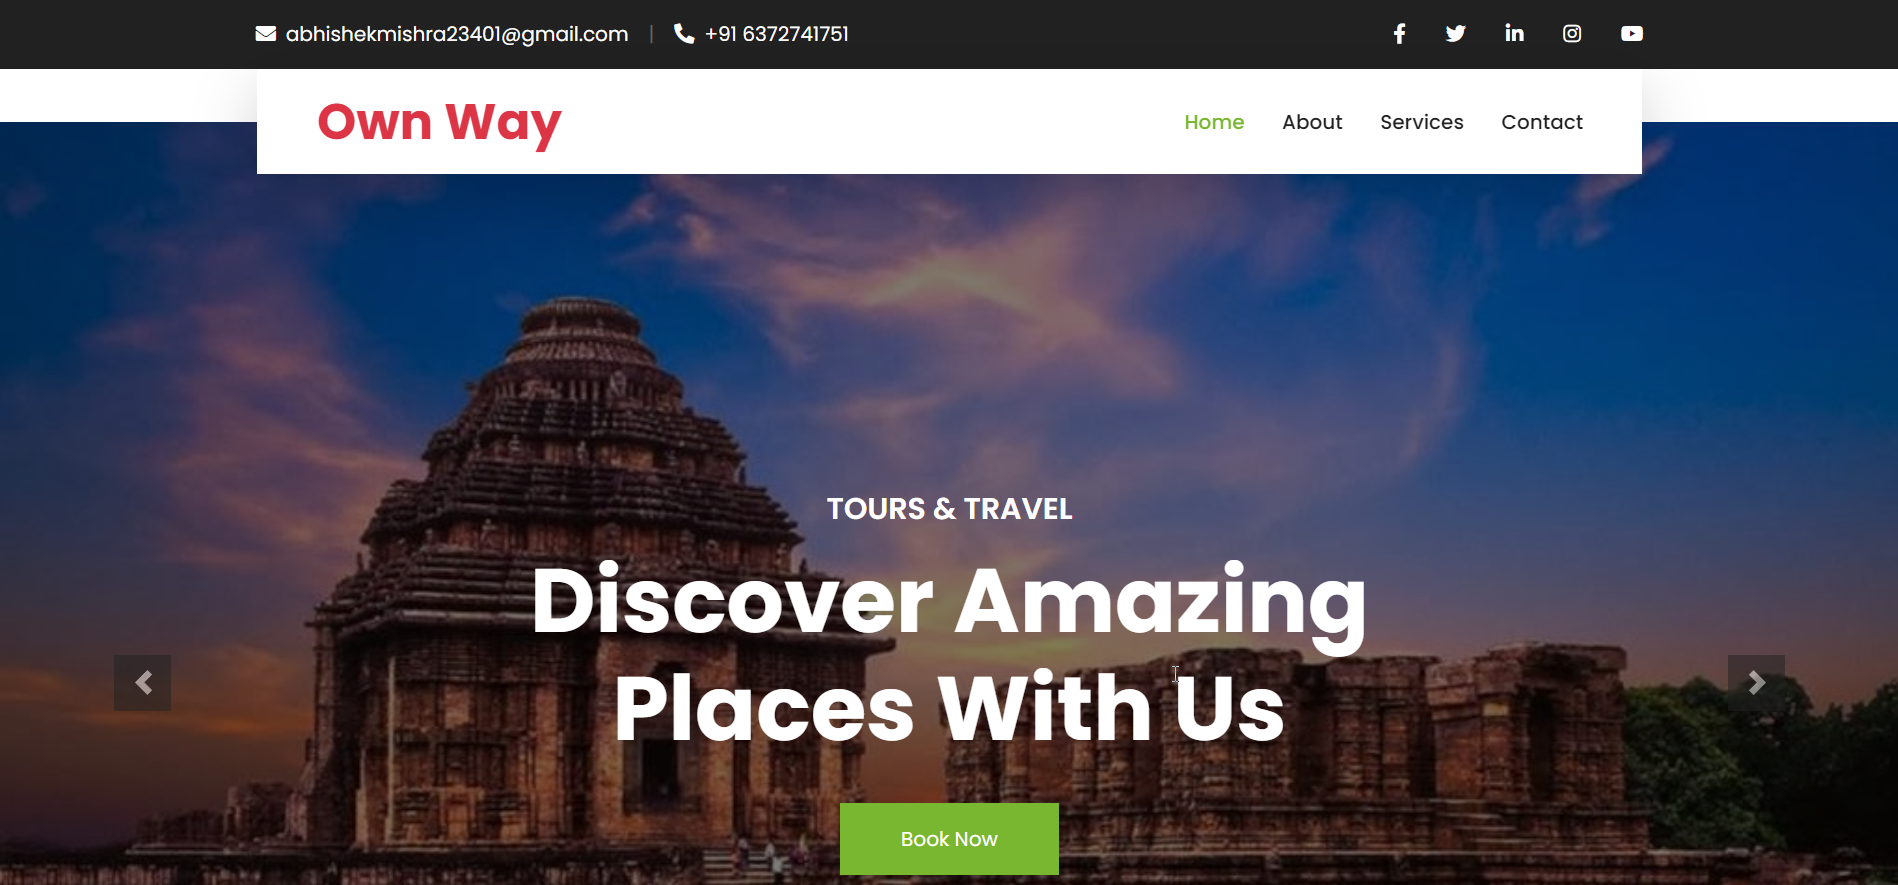 abhishekmishra23401@gmail.com | +91 6372741751
Own Way
Home About Services Contact
TOURS & TRAVEL
Discover Amazing
Places With Us
Book Now